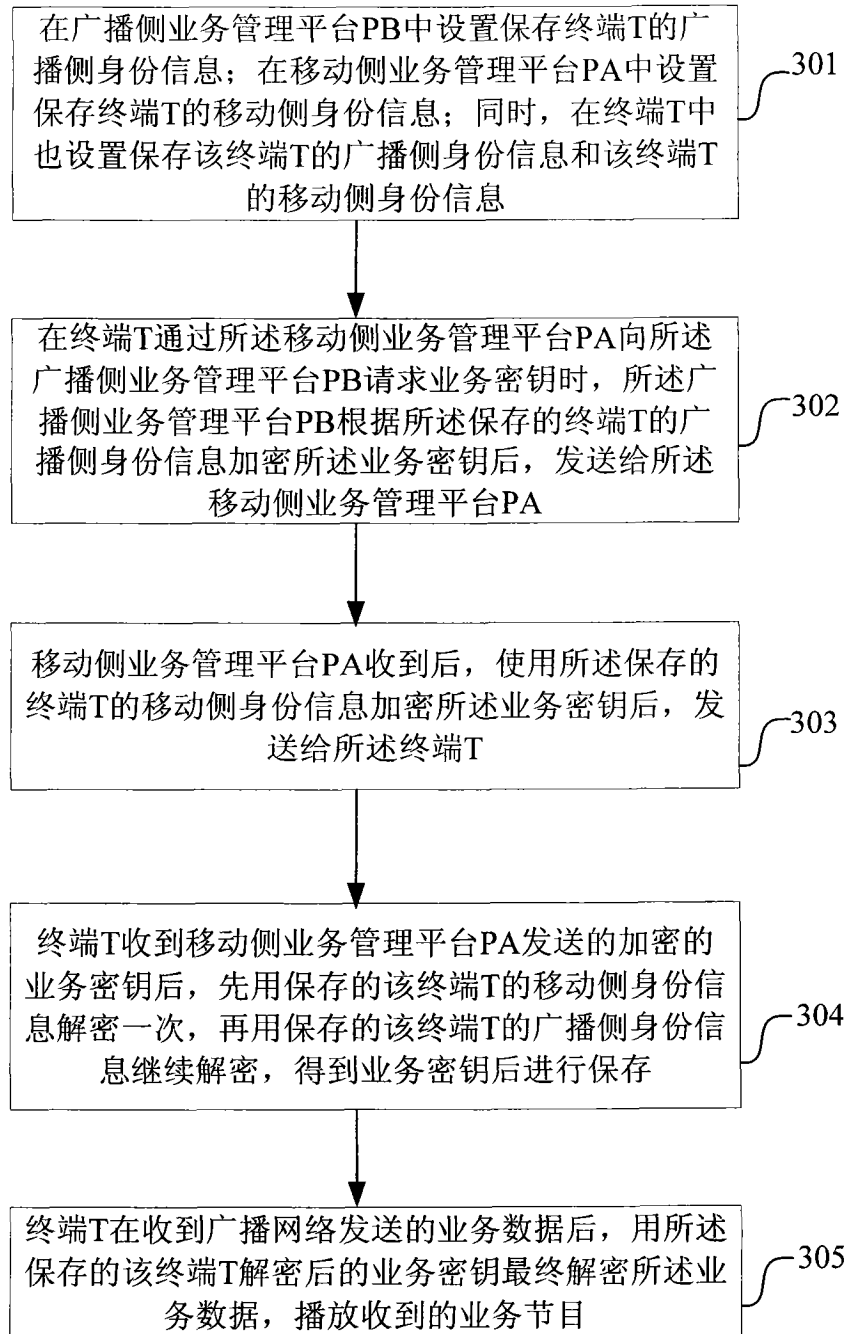 在广播侧业务管理平台PB中设置保存终端T的广
播侧身份信息；在移动侧业务管理平台PA中设置
保存终端T的移动侧身份信息；同时，在终端T中
也设置保存该终端T的广播侧身份信息和该终端T
的移动侧身份信息
301
在终端T通过所述移动侧业务管理平台PA向所述
广播侧业务管理平台PB请求业务密钥时，所述广
播侧业务管理平台PB根据所述保存的终端T的广
播侧身份信息加密所述业务密钥后，发送给所述
移动侧业务管理平台PA
302
移动侧业务管理平台PA收到后，使用所述保存的
终端T的移动侧身份信息加密所述业务密钥后，发
送给所述终端T
303
终端T收到移动侧业务管理平台PA发送的加密的
业务密钥后，先用保存的该终端T的移动侧身份信
息解密一次，再用保存的该终端T的广播侧身份信
息继续解密，得到业务密钥后进行保存
304
终端T在收到广播网络发送的业务数据后，用所述
保存的该终端T解密后的业务密钥最终解密所述业
务数据，播放收到的业务节目
305